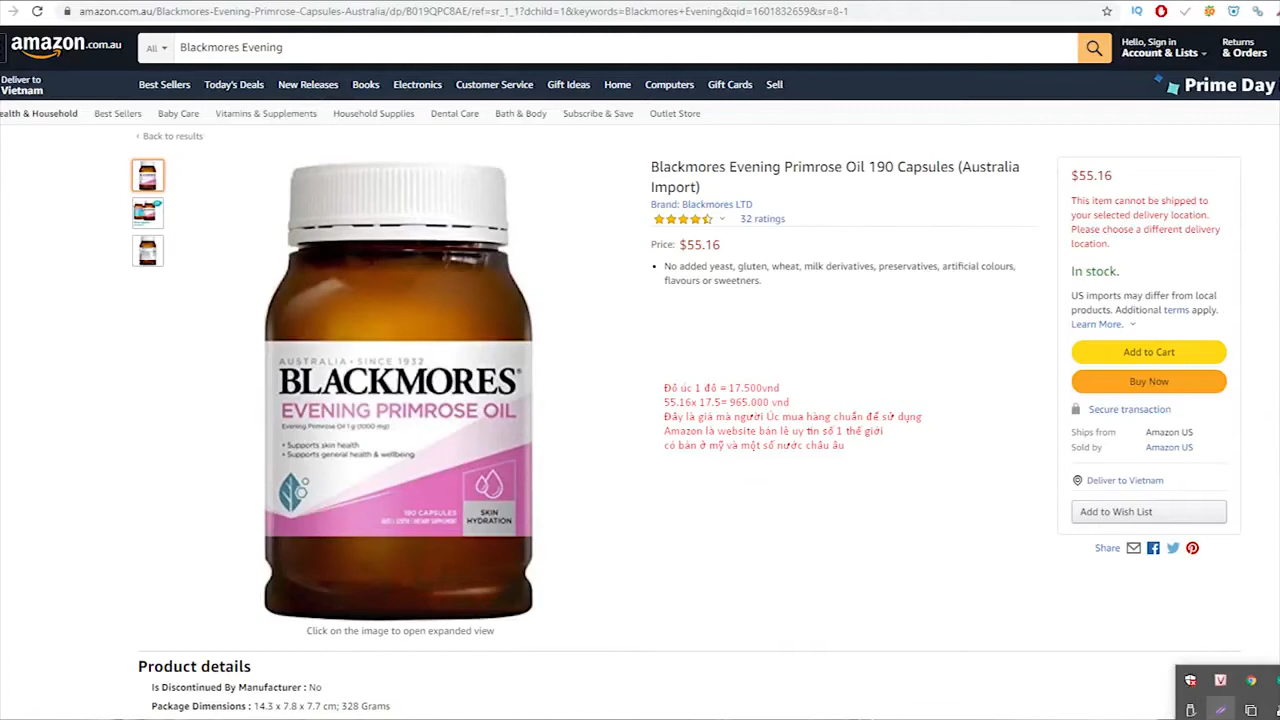 amazon.com.au/Blackmores-Evening-Primrose-Capsules-Australia/dp/B019QPC8AE/ref=sr_1_1?dchild=1&keywords=Blackmores+Evening&qid=1601832659&sr=8-1
amazon.com.au
All
Blackmores Evening
Hello, Sign in
Account & Lists
Returns
& Orders
Deliver to
Vietnam
Best Sellers
Today's Deals
New Releases
Books
Electronics
Customer Service
Gift Ideas
Home
Computers
Gift Cards
Sell
Prime Day
ealth & Household
Best Sellers
Baby Care
Vitamins & Supplements
Household Supplies
Dental Care
Bath & Body
Subscribe & Save
Outlet Store
‹ Back to results
AUSTRALIA • SINCE 1932
BLACKMORES®
EVENING PRIMROSE OIL
Evening Primrose Oil 1 g (1000 mg)
• Supports skin health
• Supports general health & wellbeing
190 CAPSULES
SKIN
HYDRATION
Click on the image to open expanded view
Blackmores Evening Primrose Oil 190 Capsules (Australia
Import)
Brand: Blackmores LTD
32 ratings
Price: $55.16
• No added yeast, gluten, wheat, milk derivatives, preservatives, artificial colours,
flavours or sweetners.
Đô úc 1 đô = 17.500vnd
55.16x 17.5= 965.000 vnd
Đây là giá mà người Úc mua hàng chuẩn để sử dụng
Amazon là website bán lẻ uy tín số 1 thế giới
có bán ở mỹ và một số nước châu âu
$55.16
This item cannot be shipped to
your selected delivery location.
Please choose a different delivery
location.
In stock.
US imports may differ from local
products. Additional terms apply.
Learn More.
Add to Cart
Buy Now
Secure transaction
Ships from Amazon US
Sold by Amazon US
Deliver to Vietnam
Add to Wish List
Share
Product details
Is Discontinued By Manufacturer : No
Package Dimensions : 14.3 x 7.8 x 7.7 cm; 328 Grams